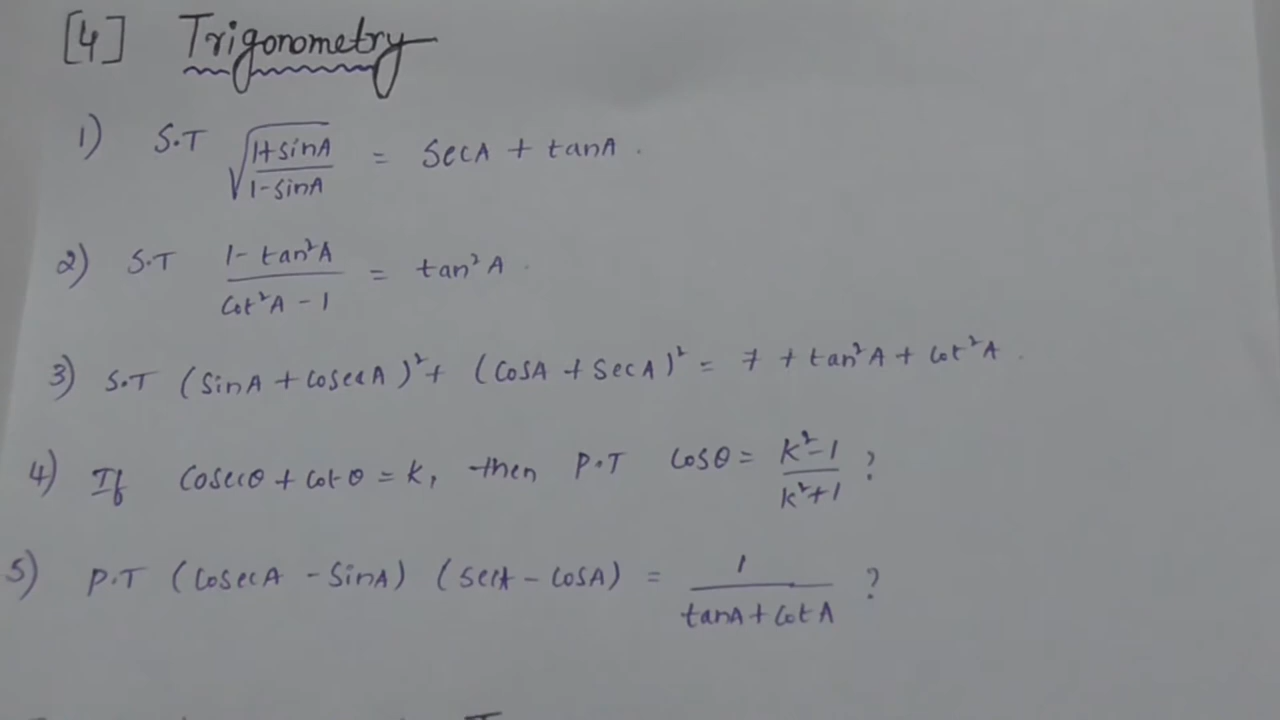 [4] Trigonometry
1) S.T √(1+sinA / 1-sinA) = SecA + tanA.
2) S.T (1 - tan²A) / (Cot²A - 1) = tan²A.
3) S.T (SinA + CosecA)² + (CosA + SecA)² = 7 + tan²A + Cot²A.
4) If Cosecθ + Cotθ = k, then P.T Cosθ = (k²-1) / (k²+1) ?
5) P.T (CosecA - SinA) (SecA - CosA) = 1 / (tanA + Cot A) ?